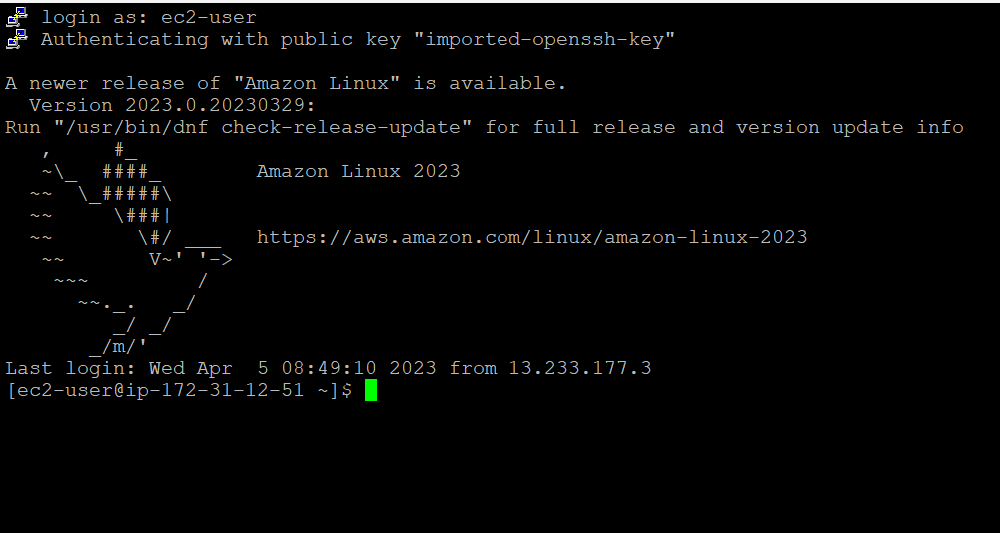 login as: ec2-user
Authenticating with public key "imported-openssh-key"

A newer release of "Amazon Linux" is available.
  Version 2023.0.20230329:
Run "/usr/bin/dnf check-release-update" for full release and version update info
   ,     #_
   ~\_  ####_        Amazon Linux 2023
  ~~  \_#####\
  ~~     \###|
  ~~       \#/ ___   https://aws.amazon.com/linux/amazon-linux-2023
   ~~       V~' '->
    ~~~         /
      ~~._.   _/
         _/ _/
       _/m/'
Last login: Wed Apr  5 08:49:10 2023 from 13.233.177.3
[ec2-user@ip-172-31-12-51 ~]$